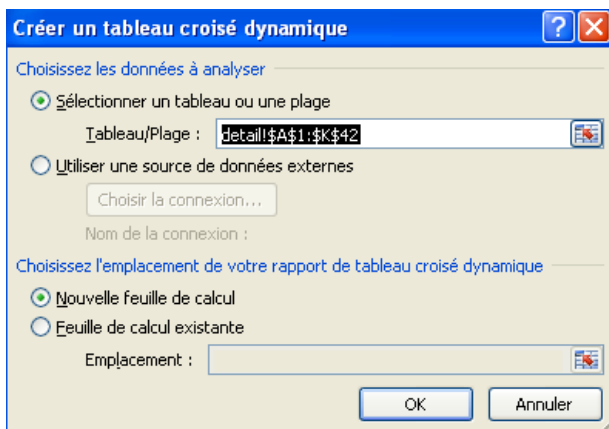 Créer un tableau croisé dynamique
Choisissez les données à analyser
Sélectionner un tableau ou une plage
Tableau/Plage : detail!$A$1:$K$42
Utiliser une source de données externes
Choisir la connexion...
Nom de la connexion :
Choisissez l'emplacement de votre rapport de tableau croisé dynamique
Nouvelle feuille de calcul
Feuille de calcul existante
Emplacement :
OK Annuler